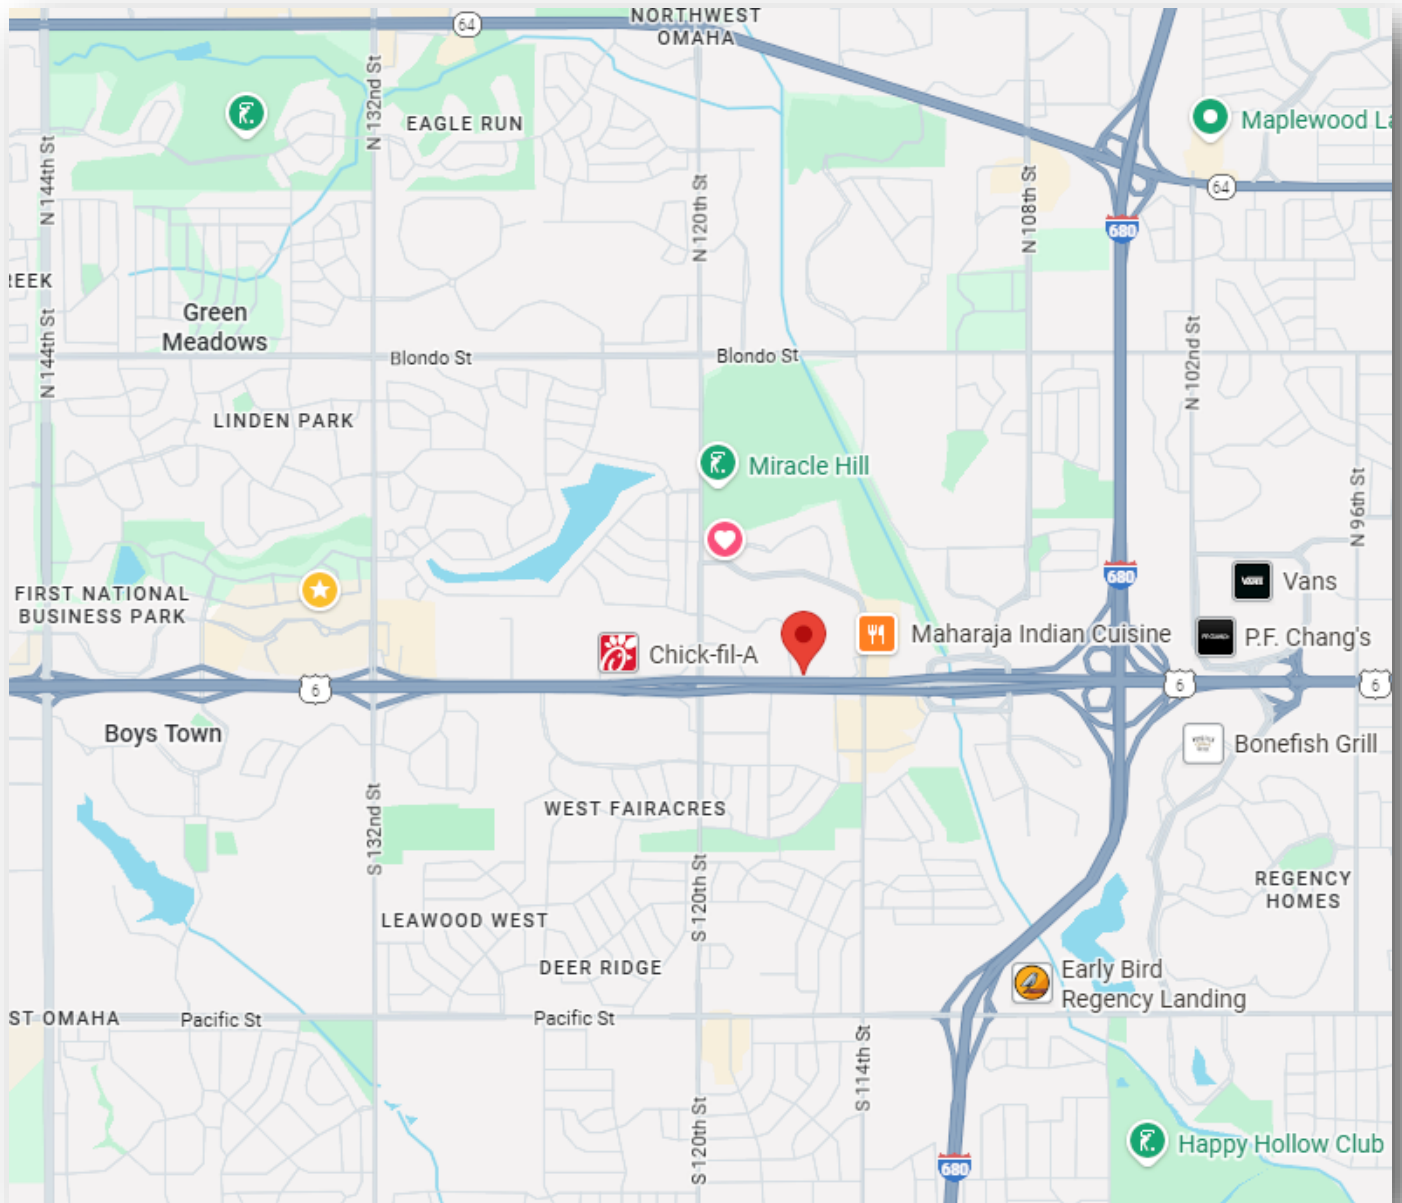 NORTHWEST
OMAHA
64
N 132nd St
EAGLE RUN
Maplewood La
N 144th St
N 120th St
N 108th St
64
680
REEK
Green
Meadows
N 144th St
Blondo St
Blondo St
N 102nd St
LINDEN PARK
Miracle Hill
N 96th St
FIRST NATIONAL
BUSINESS PARK
680
Vans
Chick-fil-A
Maharaja Indian Cuisine
P.F. Chang's
6
6
6
Boys Town
Bonefish Grill
S 132nd St
WEST FAIRACRES
S 120th St
REGENCY
HOMES
LEAWOOD WEST
DEER RIDGE
Early Bird
Regency Landing
ST OMAHA
Pacific St
Pacific St
S 114th St
S 120th St
680
Happy Hollow Club